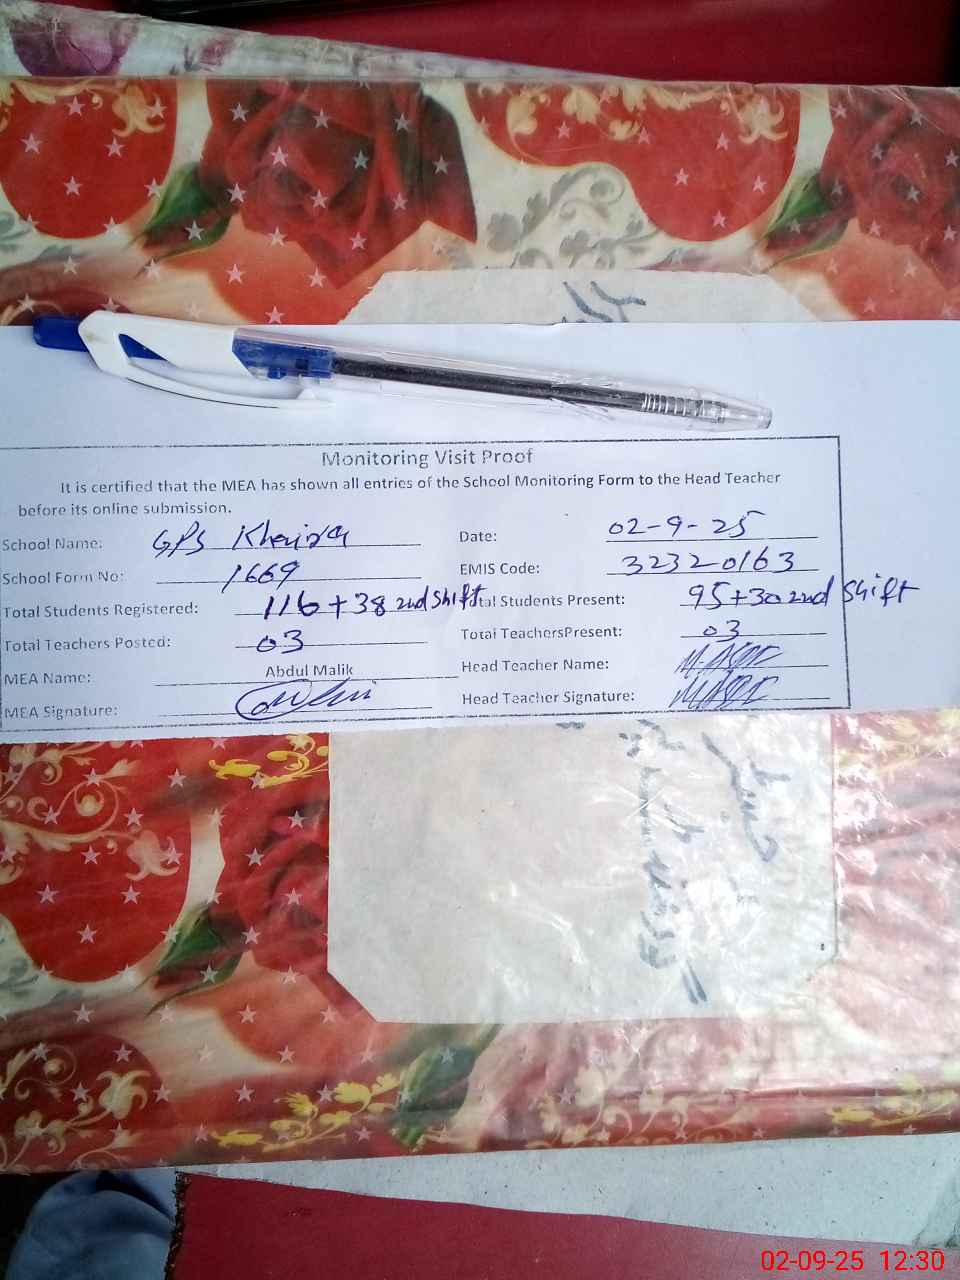 Monitoring Visit Proof
It is certified that the MEA has shown all entries of the School Monitoring Form to the Head Teacher
before its online submission.
School Name: GPS Khaira Date: 02-9-25
School Form No: 1669 EMIS Code: 32320163
Total Students Registered: 116+38 2nd Shift Total Students Present: 95+30 2nd Shift
Total Teachers Posted: 03 Total TeachersPresent: 03
MEA Name: Abdul Malik Head Teacher Name:
MEA Signature: Head Teacher Signature:
02-09-25 12:30